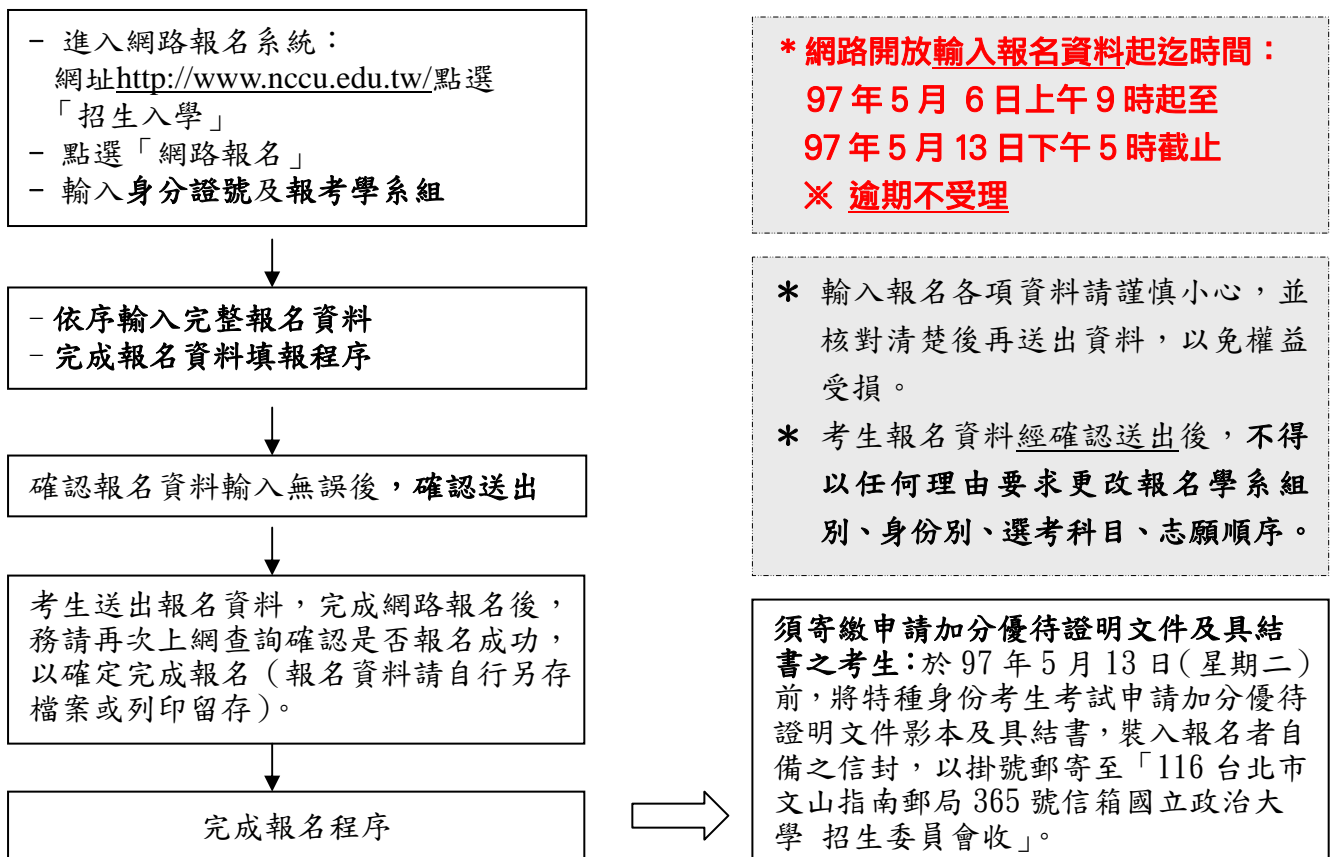 - 進入網路報名系統：
網址http://www.nccu.edu.tw/點選
「招生入學」
- 點選「網路報名」
- 輸入身分證號及報考學系組
- 依序輸入完整報名資料
- 完成報名資料填報程序
確認報名資料輸入無誤後，確認送出
考生送出報名資料，完成網路報名後，
務請再次上網查詢確認是否報名成功，
以確定完成報名（報名資料請自行另存
檔案或列印留存）。
完成報名程序
＊網路開放輸入報名資料起迄時間：
97 年 5 月 6 日上午 9 時起至
97 年 5 月 13 日下午 5 時截止
※ 逾期不受理
＊ 輸入報名各項資料請謹慎小心，並
核對清楚後再送出資料，以免權益
受損。
＊ 考生報名資料經確認送出後，不得
以任何理由要求更改報名學系組
別、身份別、選考科目、志願順序。
須寄繳申請加分優待證明文件及具結
書之考生：於 97 年 5 月 13 日（星期二）
前，將特種身份考生考試申請加分優待
證明文件影本及具結書，裝入報名者自
備之信封，以掛號郵寄至「116 台北市
文山指南郵局 365 號信箱國立政治大
學 招生委員會收」。